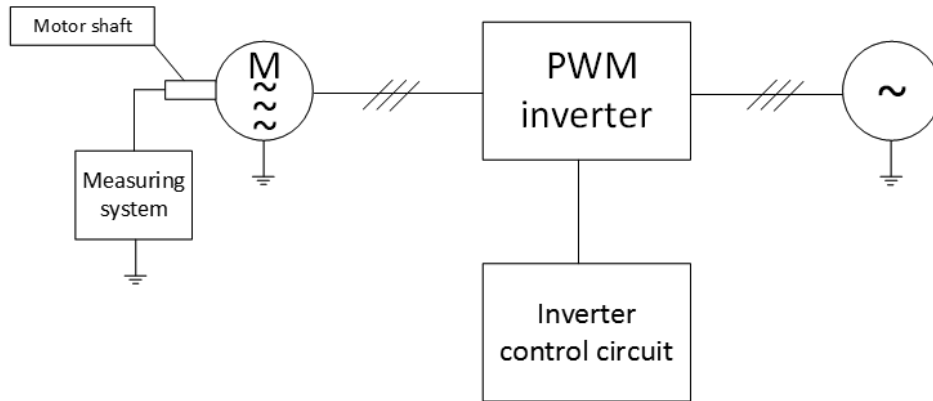 Motor shaft
M
~
~
~
PWM
inverter
~
Measuring
system
Inverter
control circuit